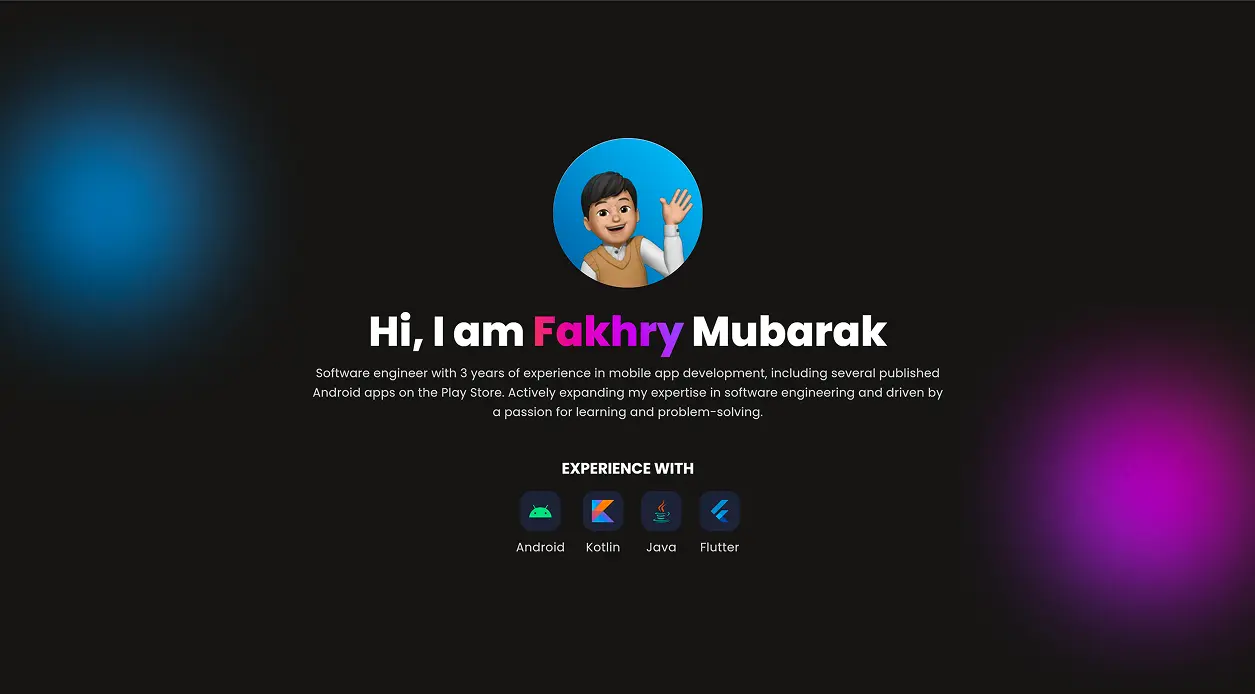 Hi, I am Fakhry Mubarak
Software engineer with 3 years of experience in mobile app development, including several published
Android apps on the Play Store. Actively expanding my expertise in software engineering and driven by
a passion for learning and problem-solving.
EXPERIENCE WITH
Android Kotlin Java Flutter